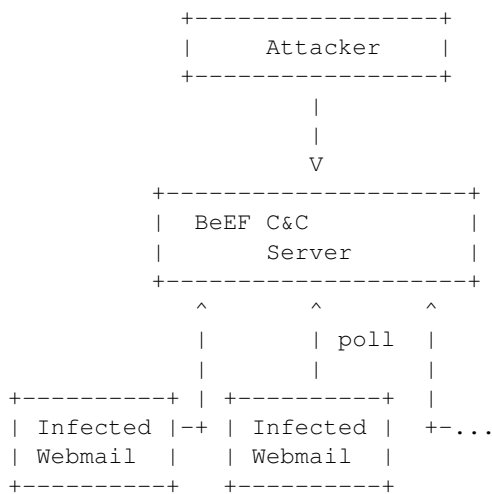 Attacker
BeEF C&C
Server
poll
Infected Infected ...
Webmail Webmail